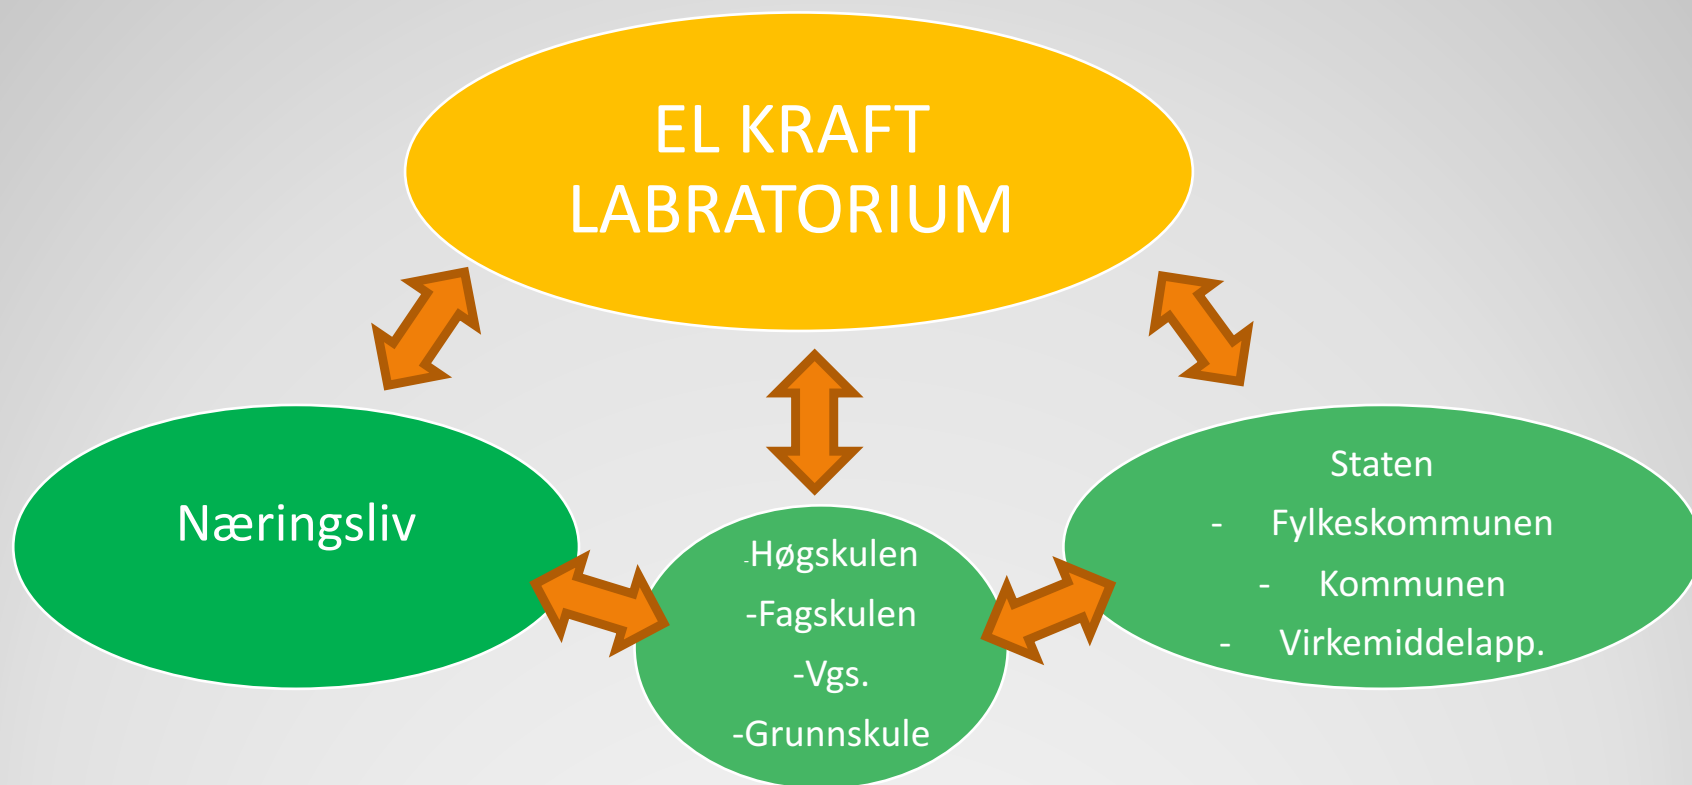 EL KRAFT
LABRATORIUM
Næringsliv
-Høgskulen
-Fagskulen
-Vgs.
-Grunnskule
Staten
- Fylkeskommunen
- Kommunen
- Virkemiddelapp.